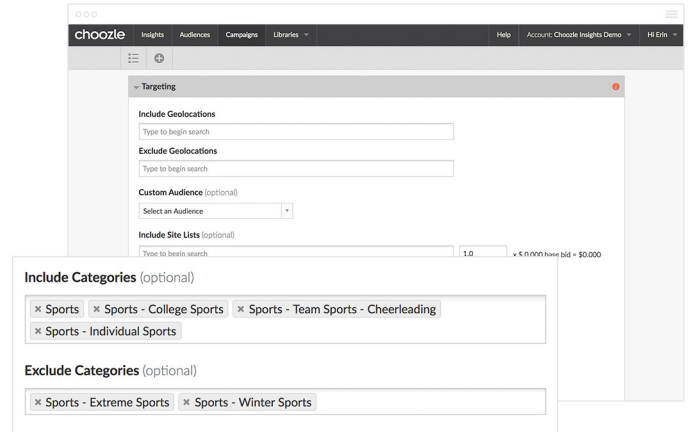 choozle Insights Audiences Campaigns Libraries Help Account: Choozle Insights Demo Hi Erin
Targeting
Include Geolocations
Type to begin search
Exclude Geolocations
Type to begin search
Custom Audience (optional)
Select an Audience
Include Site Lists (optional)
Type to begin search 1.0 x $ 0.000 base bid = $0.000
Include Categories (optional)
× Sports × Sports - College Sports × Sports - Team Sports - Cheerleading
× Sports - Individual Sports
Exclude Categories (optional)
× Sports - Extreme Sports × Sports - Winter Sports